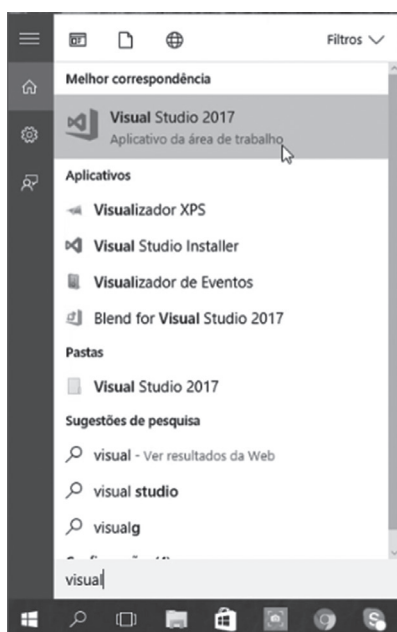 Filtros
Melhor correspondência
Visual Studio 2017
Aplicativo da área de trabalho
Aplicativos
Visualizador XPS
Visual Studio Installer
Visualizador de Eventos
Blend for Visual Studio 2017
Pastas
Visual Studio 2017
Sugestões de pesquisa
visual - Ver resultados da Web
visual studio
visualg
visual